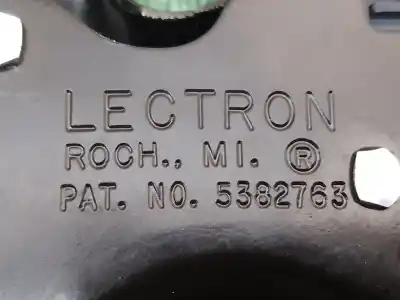 LECTRON
ROCH., MI. ®
PAT. NO. 5382763